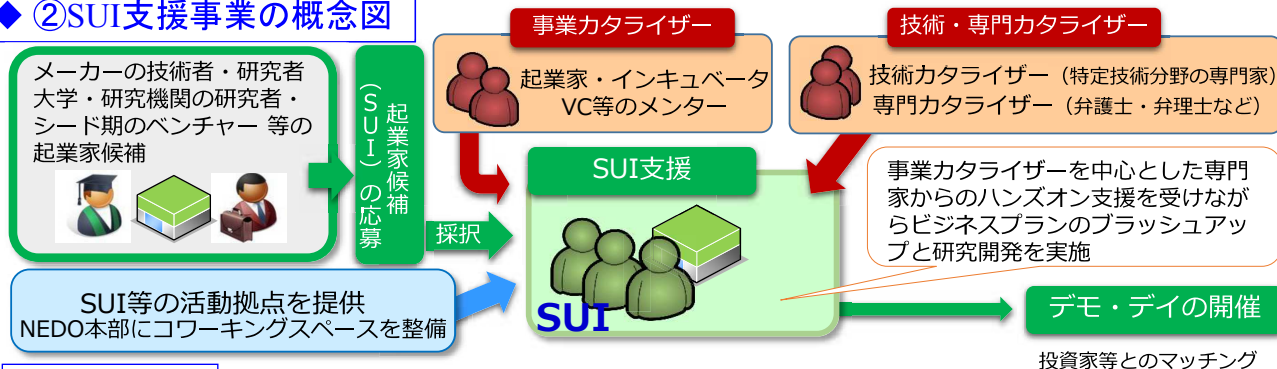 ◆ ②SUI支援事業の概念図
メーカーの技術者・研究者
大学・研究機関の研究者・
シード期のベンチャー 等の
起業家候補
起業家候補
（SUI）の応募
採択
事業カタライザー
起業家・インキュベータ
VC等のメンター
技術・専門カタライザー
技術カタライザー（特定技術分野の専門家）
専門カタライザー（弁護士・弁理士など）
SUI支援
SUI
事業カタライザーを中心とした専門
家からのハンズオン支援を受けなが
らビジネスプランのブラッシュアッ
プと研究開発を実施
SUI等の活動拠点を提供
NEDO本部にコワーキングスペースを整備
デモ・デイの開催
投資家等とのマッチング